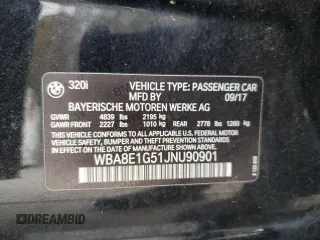 320i VEHICLE TYPE: PASSENGER CAR
MFD BY: 09/17
BAYERISCHE MOTOREN WERKE AG
GVWR 4839 lbs 2195 kg
GAWR FRONT 2227 lbs 1010 kg REAR 2778 lbs 1260 kg
THIS VEHICLE CONFORMS TO ALL APPLICABLE
FEDERAL MOTOR VEHICLE SAFETY, BUMPER,
AND THEFT PREVENTION STANDARDS IN EFFECT
ON THE DATE OF MANUFACTURE SHOWN ABOVE.
WBA8E1G51JNU90901
DREAMBID